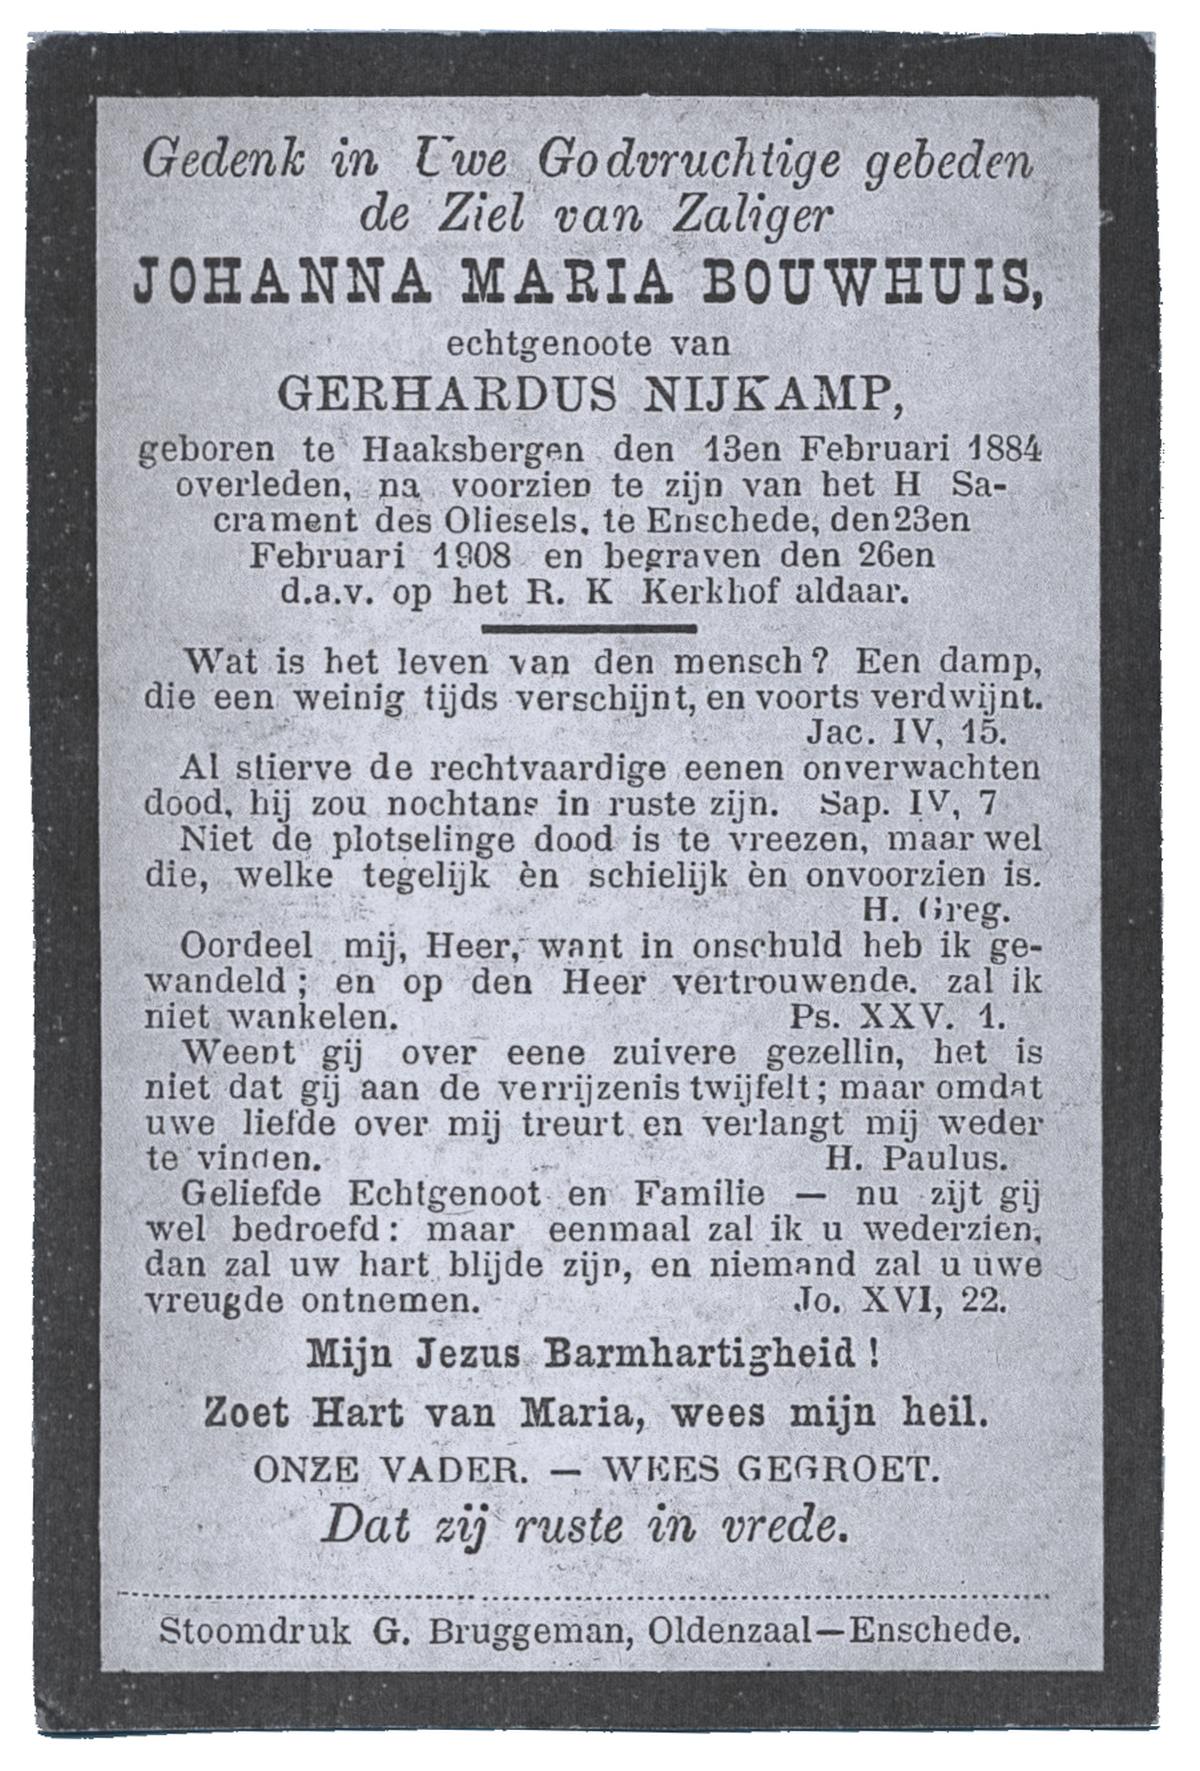 Gedenk in Uwe Godvruchtige gebeden
de Ziel van Zaliger
JOHANNA MARIA BOUWHUIS,
echtgenoote van
GERHARDUS NIJKAMP,
geboren te Haaksbergen den 13en Februari 1884
overleden, na voorzien te zijn van het H Sa-
crament des Oliesels, te Enschede, den 23en
Februari 1908 en begraven den 26en
d.a.v. op het R. K Kerkhof aldaar.
Wat is het leven van den mensch? Een damp,
die een weinig tijds verschijnt, en voorts verdwijnt.
Jac. IV, 15.
Al stierve de rechtvaardige eenen onverwachten
dood, hij zou nochtans in ruste zijn. Sap. IV, 7
Niet de plotselinge dood is te vreezen, maar wel
die, welke tegelijk èn schielijk èn onvoorzien is.
H. Greg.
Oordeel mij, Heer, want in onschuld heb ik ge-
wandeld; en op den Heer vertrouwende. zal ik
niet wankelen. Ps. XXV. 1.
Weent gij over eene zuivere gezellin, het is
niet dat gij aan de verrijzenis twijfelt; maar omdat
uwe liefde over mij treurt en verlangt mij weder
te vinden. H. Paulus.
Geliefde Echtgenoot en Familie — nu zijt gij
wel bedroefd: maar eenmaal zal ik u wederzien,
dan zal uw hart blijde zijn, en niemand zal u uwe
vreugde ontnemen. Jo. XVI, 22.
Mijn Jezus Barmhartigheid!
Zoet Hart van Maria, wees mijn heil.
ONZE VADER. — WEES GEGROET.
Dat zij ruste in vrede.
Stoomdruk G. Bruggeman, Oldenzaal—Enschede.